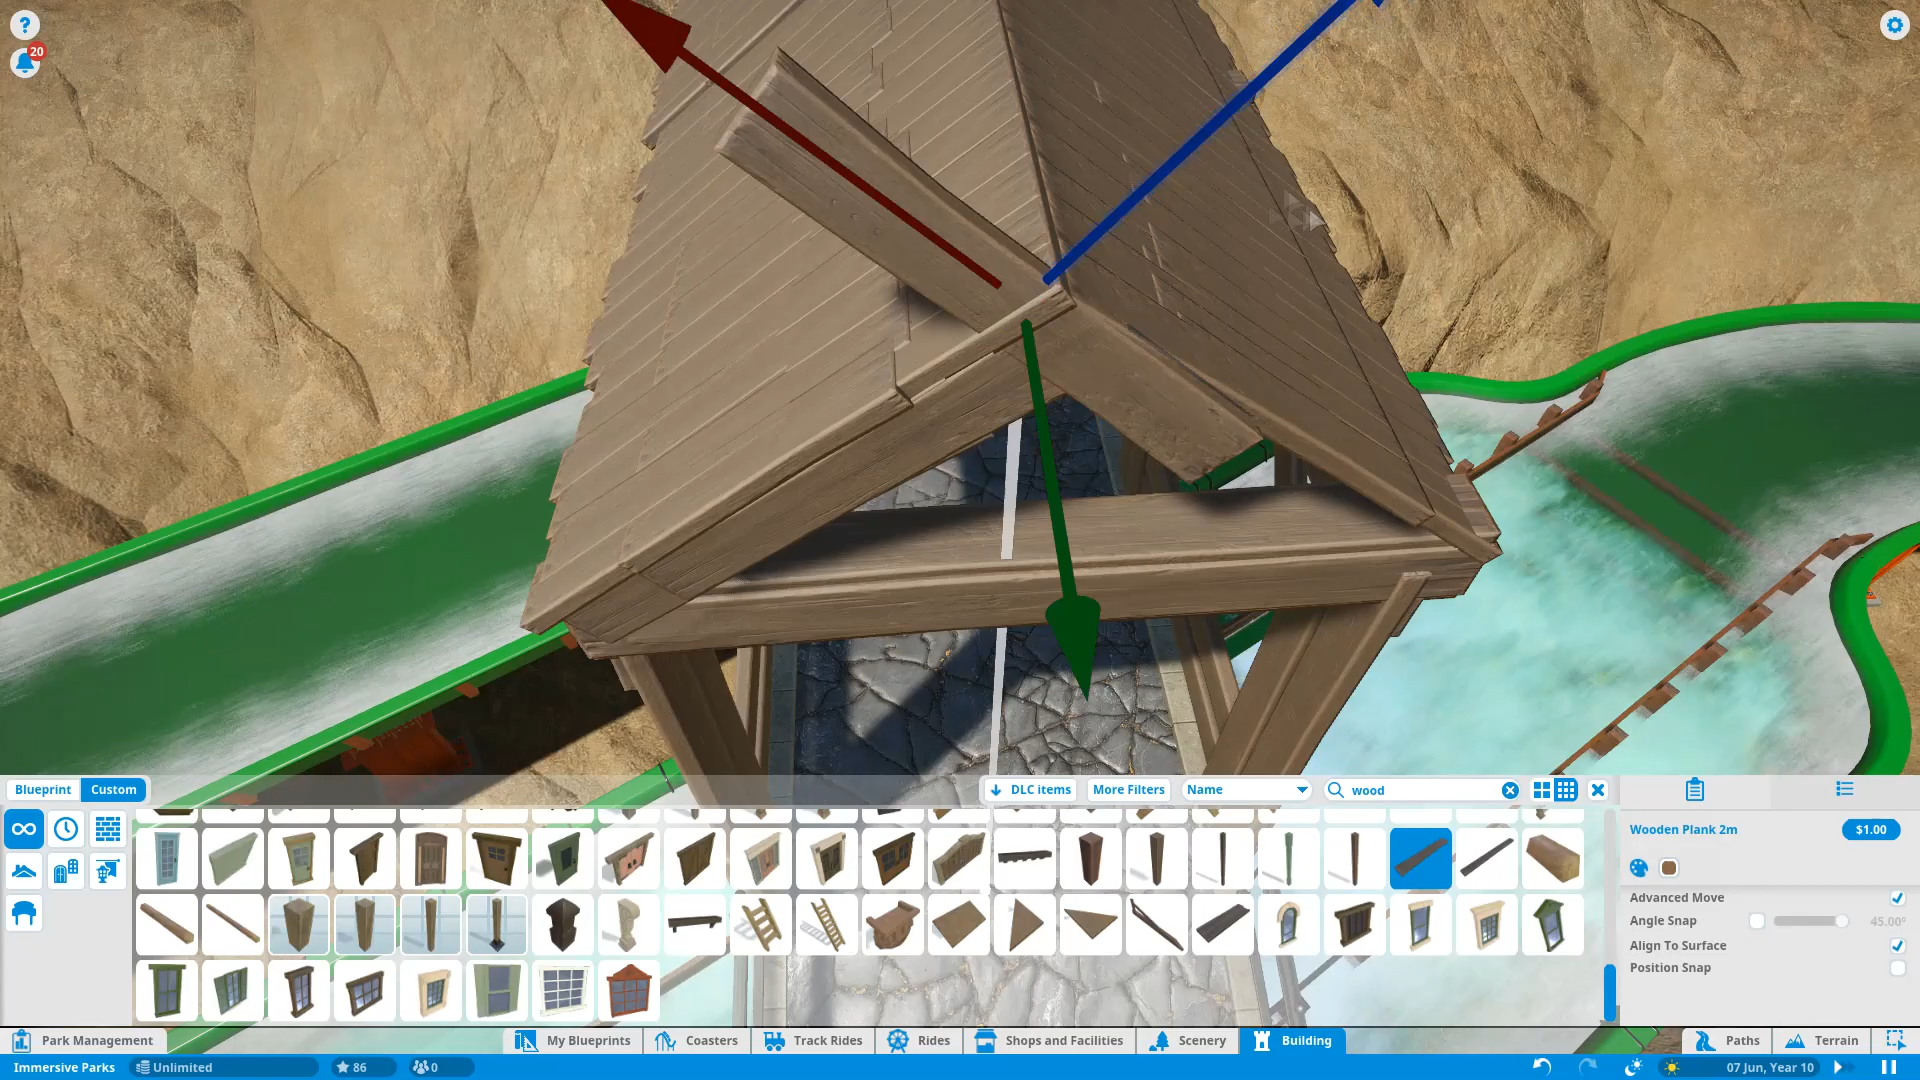 ?
20
Blueprint
Custom
DLC items
More Filters
Name
wood
Wooden Plank 2m
$1.00
Advanced Move
Angle Snap
45.00°
Align To Surface
Position Snap
Park Management
My Blueprints
Coasters
Track Rides
Rides
Shops and Facilities
Scenery
Building
Paths
Terrain
Immersive Parks
Unlimited
86
0
07 Jun, Year 10